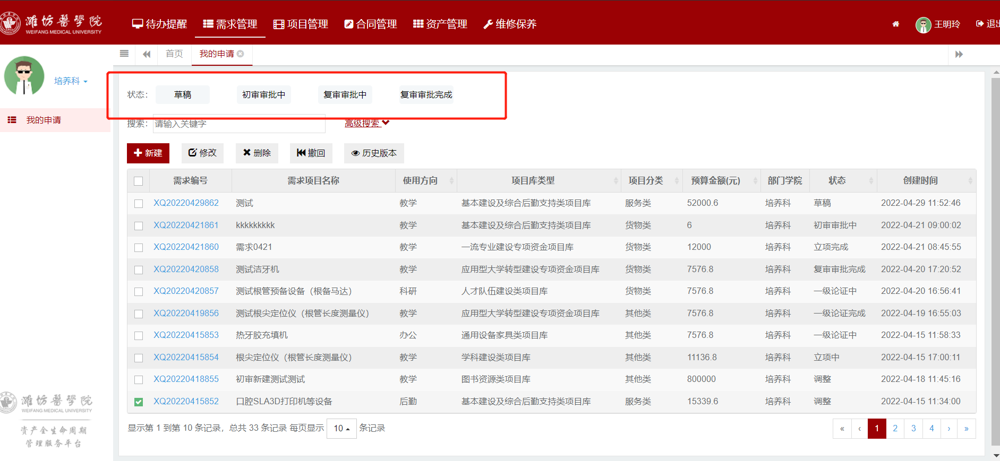 潍坊醫學院
WEIFANG MEDICAL UNIVERSITY
待办提醒 需求管理 项目管理 合同管理 资产管理 维修保养 王明玲 退出
首页 我的申请
培养科
我的申请
状态： 草稿 初审审批中 复审审批中 复审审批完成
搜索： 请输入关键字 高级搜索
新建 修改 删除 撤回 历史版本
需求编号 需求项目名称 使用方向 项目库类型 项目分类 预算金额(元) 部门学院 状态 创建时间
XQ20220429862 测试 教学 基本建设及综合后勤支持类项目库 服务类 52000.6 培养科 草稿 2022-04-29 11:52:46
XQ20220421861 kkkkkkkkk 教学 基本建设及综合后勤支持类项目库 货物类 6 培养科 初审审批中 2022-04-21 09:00:02
XQ20220421860 需求0421 教学 一流专业建设专项资金项目库 货物类 12000 培养科 立项完成 2022-04-21 08:45:55
XQ20220420858 测试洁牙机 教学 应用型大学转型建设专项资金项目库 货物类 7576.8 培养科 复审审批完成 2022-04-20 17:20:52
XQ20220420857 测试根管预备设备（根备马达） 科研 人才队伍建设类项目库 货物类 7576.8 培养科 一级论证中 2022-04-20 16:56:41
XQ20220419856 测试根尖定位仪（根管长度测量仪） 教学 应用型大学转型建设专项资金项目库 其他类 7576.8 培养科 一级论证完成 2022-04-19 16:55:03
XQ20220415853 热牙胶充填机 办公 通用设备家具类项目库 其他类 7576.8 培养科 一级论证中 2022-04-15 11:58:33
XQ20220415854 根尖定位仪（根管长度测量仪） 教学 学科建设类项目库 其他类 11136.8 培养科 立项中 2022-04-15 17:00:11
XQ20220418855 初审新建测试测试 教学 图书资源类项目库 其他类 800000 培养科 调整 2022-04-18 11:45:16
XQ20220415852 口腔SLA3D打印机等设备 后勤 基本建设及综合后勤支持类项目库 服务类 15339.6 培养科 调整 2022-04-15 11:34:00
显示第 1 到第 10 条记录，总共 33 条记录 每页显示 10 条记录
« ‹ 1 2 3 4 › »
潍坊醫學院
WEIFANG MEDICAL UNIVERSITY
资产全生命周期
管理服务平台